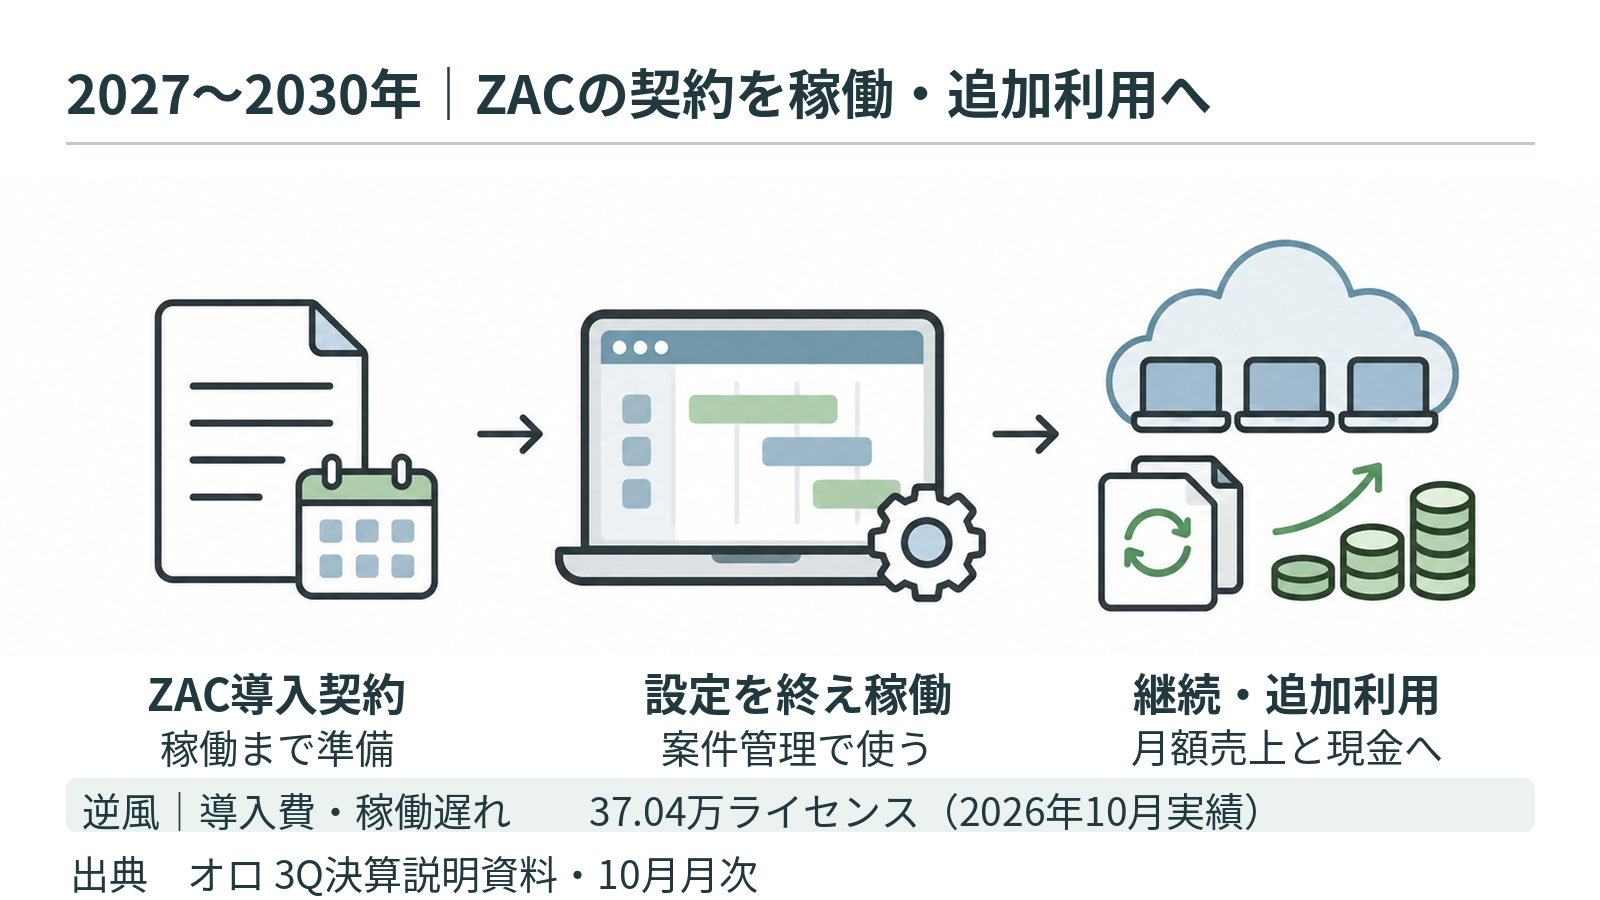 2027〜2030年｜ZACの契約を稼働・追加利用へ
ZAC導入契約
稼働まで準備
設定を終え稼働
案件管理で使う
継続・追加利用
月額売上と現金へ
逆風｜導入費・稼働遅れ　　37.04万ライセンス（2026年10月実績）
出典　オロ 3Q決算説明資料・10月月次